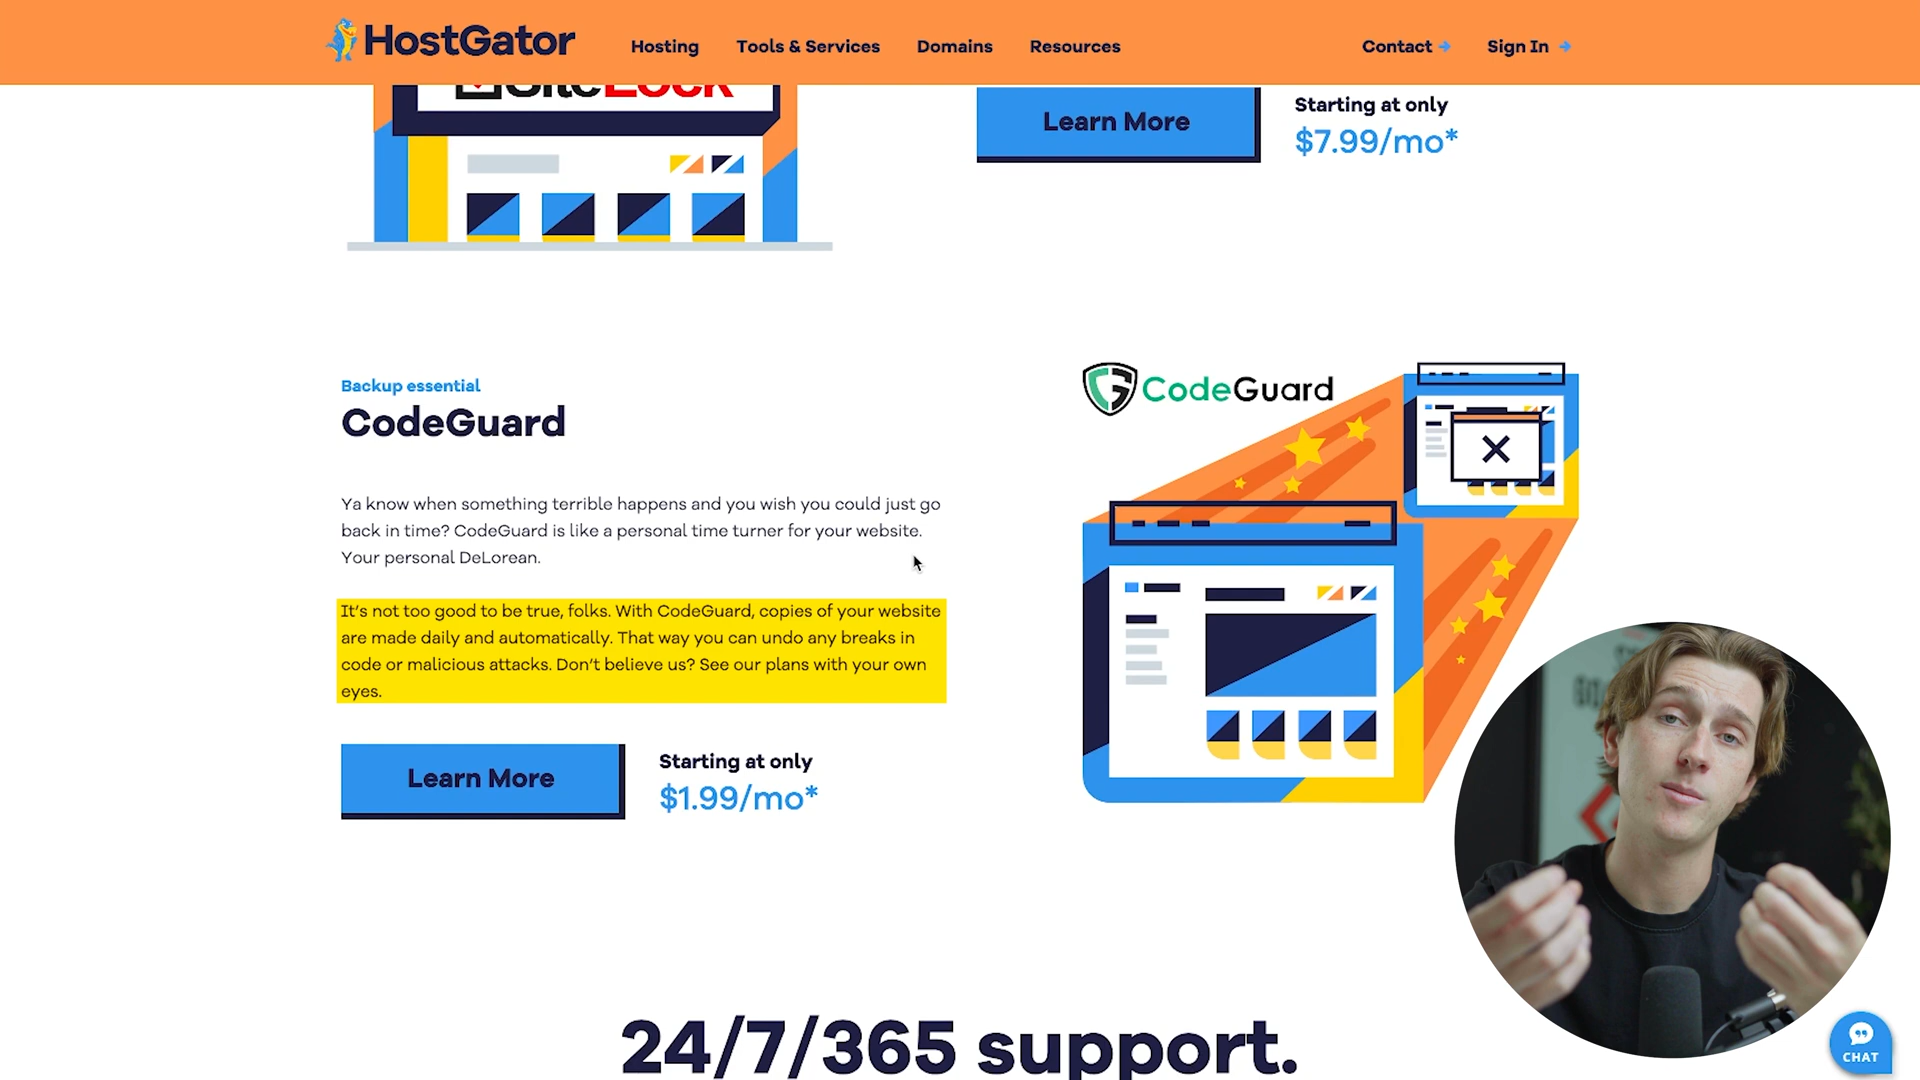 HostGator
Hosting
Tools & Services
Domains
Resources
Contact
Sign In
SiteLock
Learn More
Starting at only
$7.99/mo*
Backup essential
CodeGuard
Ya know when something terrible happens and you wish you could just go
back in time? CodeGuard is like a personal time turner for your website.
Your personal DeLorean.
It's not too good to be true, folks. With CodeGuard, copies of your website
are made daily and automatically. That way you can undo any breaks in
code or malicious attacks. Don't believe us? See our plans with your own
eyes.
Learn More
Starting at only
$1.99/mo*
CodeGuard
24/7/365 support.
CHAT